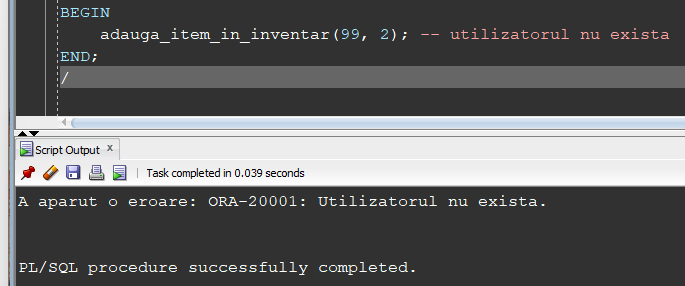 BEGIN
adauga_item_in_inventar(99, 2); -- utilizatorul nu exista
END;
/
Script Output x
Task completed in 0.039 seconds
A aparut o eroare: ORA-20001: Utilizatorul nu exista.
PL/SQL procedure successfully completed.